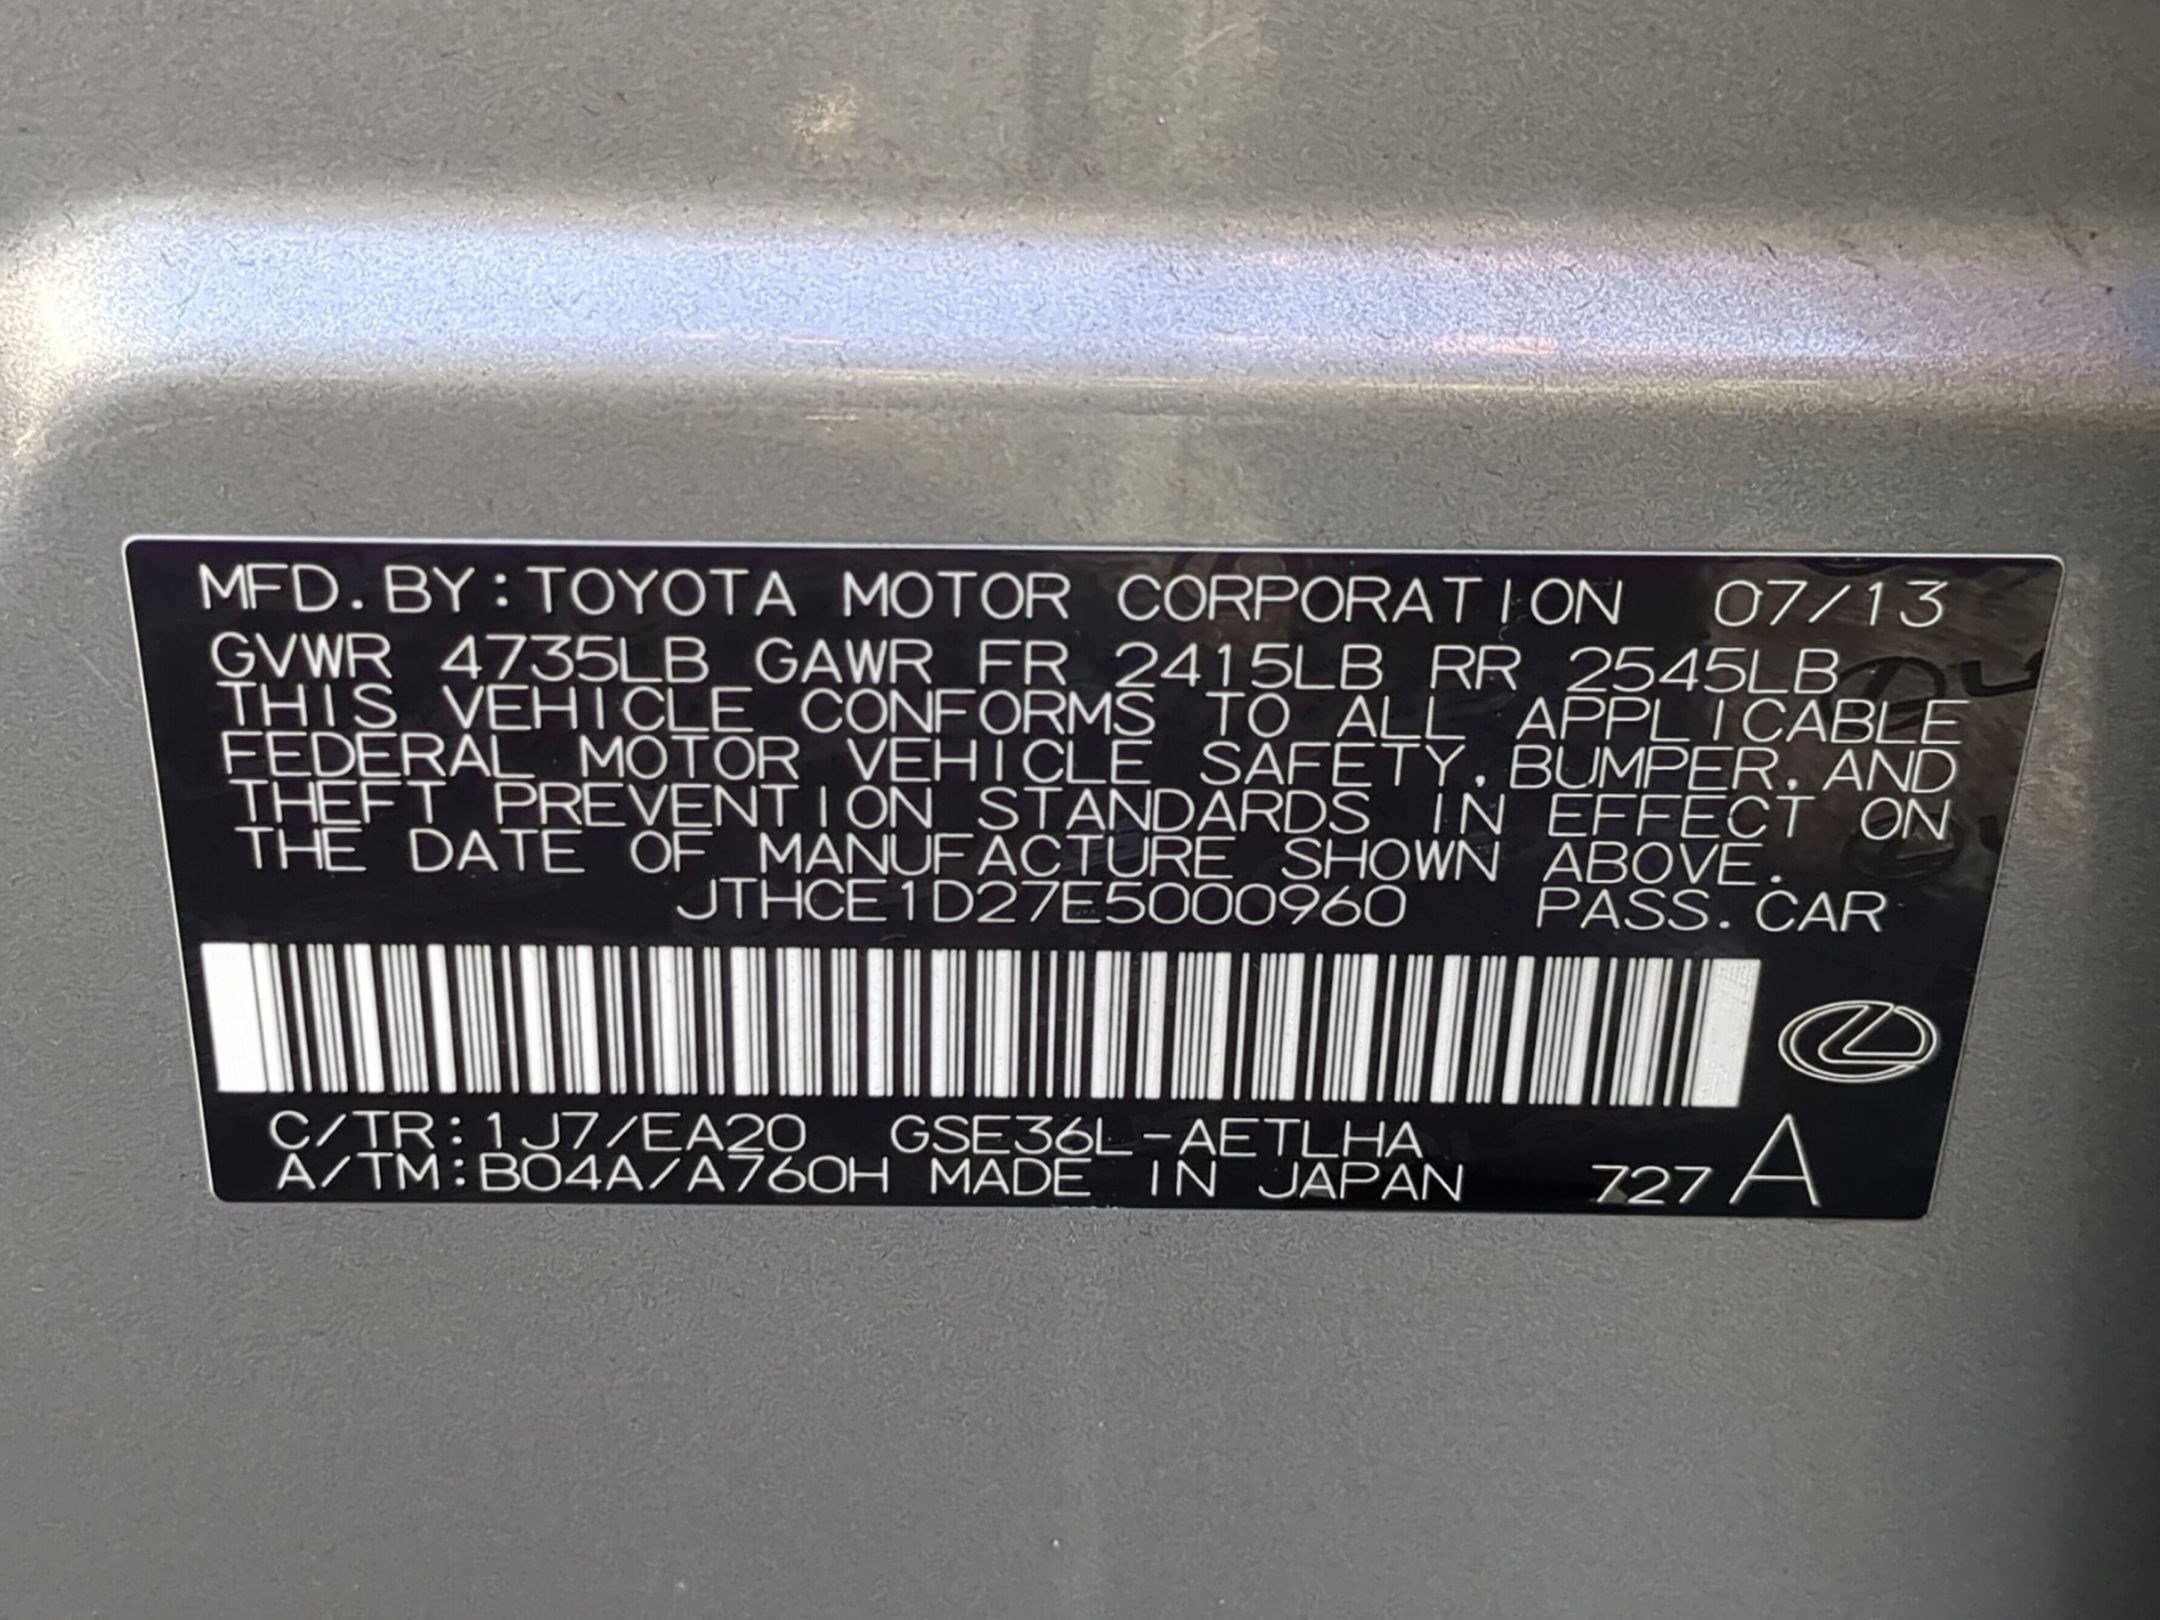 MFD.BY:TOYOTA MOTOR CORPORATION 07/13
GVWR 4735LB GAWR FR 2415LB RR 2545LB
THIS VEHICLE CONFORMS TO ALL APPLICABLE
FEDERAL MOTOR VEHICLE SAFETY,BUMPER,AND
THEFT PREVENTION STANDARDS IN EFFECT ON
THE DATE OF MANUFACTURE SHOWN ABOVE.
JTHCE1D27E5000960 PASS.CAR
C/TR:1J7/EA20 GSE36L-AETLHA
A/TM:B04A/A760H MADE IN JAPAN 727 A